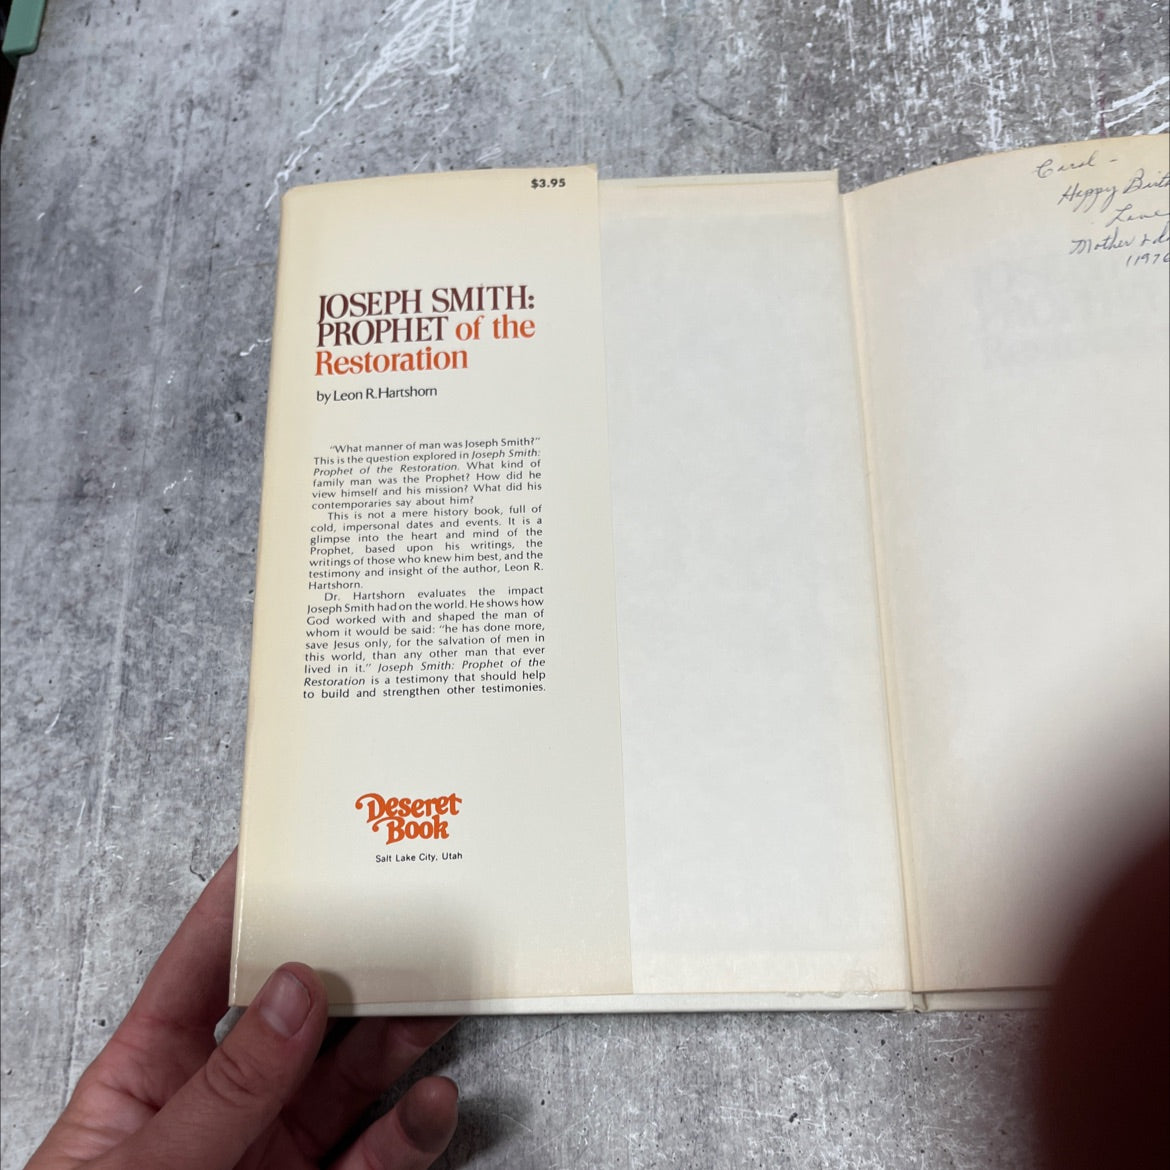 $3.95
JOSEPH SMITH:
PROPHET of the
Restoration
by Leon R. Hartshorn
"What manner of man was Joseph Smith?"
This is the question explored in Joseph Smith:
Prophet of the Restoration. What kind of
family man was the Prophet? How did he
view himself and his mission? What did his
contemporaries say about him?
This is not a mere history book, full of
cold, impersonal dates and events. It is a
glimpse into the heart and mind of the
Prophet, based upon his writings, the
writings of those who knew him best, and the
testimony and insight of the author, Leon R.
Hartshorn.
Dr. Hartshorn evaluates the impact
Joseph Smith had on the world. He shows how
God worked with and shaped the man of
whom it would be said: "he has done more,
save Jesus only, for the salvation of men in
this world, than any other man that ever
lived in it." Joseph Smith: Prophet of the
Restoration is a testimony that should help
to build and strengthen other testimonies.
Deseret
Book
Salt Lake City, Utah
Carol -
Happy Birt
Love
Mother & d
(1976